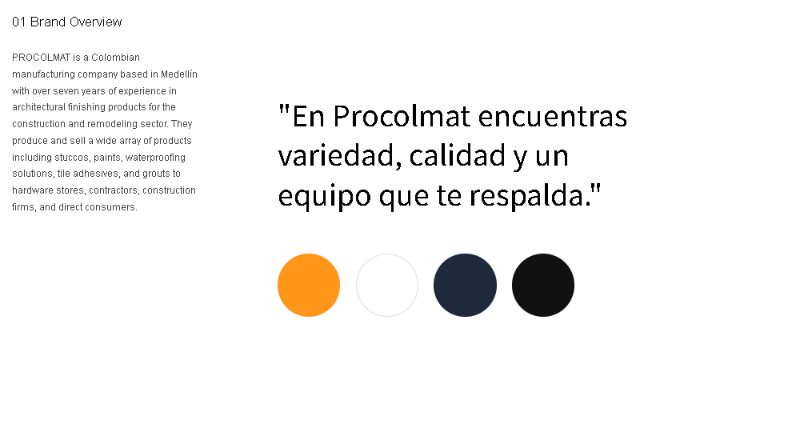 01 Brand Overview
PROCOLMAT is a Colombian
manufacturing company based in Medellín
with over seven years of experience in
architectural finishing products for the
construction and remodeling sector. They
produce and sell a wide array of products
including stuccos, paints, waterproofing
solutions, tile adhesives, and grouts to
hardware stores, contractors, construction
firms, and direct consumers.
"En Procolmat encuentras
variedad, calidad y un
equipo que te respalda."